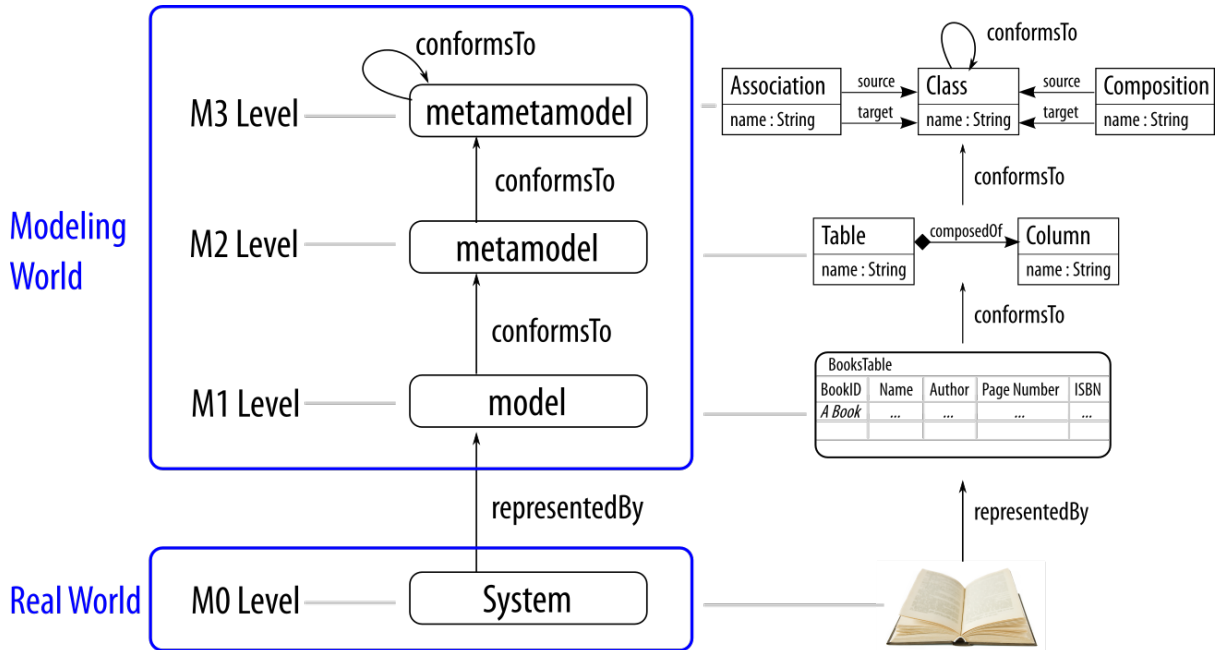 conformsTo
M3 Level
metametamodel
conformsTo
Modeling
World
M2 Level
metamodel
conformsTo
M1 Level
model
representedBy
Real World
M0 Level
System
conformsTo
Association
name : String
source
target
Class
name : String
source
target
Composition
name : String
conformsTo
Table
name : String
composedOf
Column
name : String
conformsTo
BooksTable
BookID Name Author Page Number ISBN
A Book ... ... ... ...
representedBy